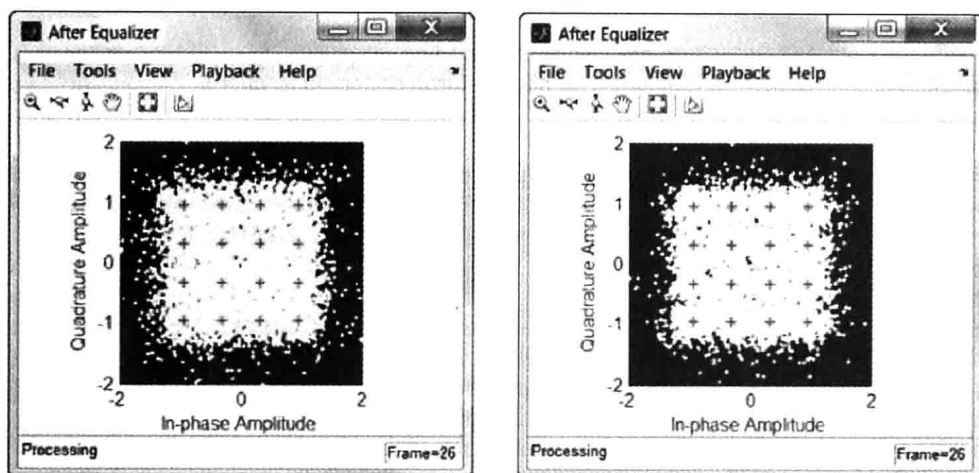 After Equalizer
File Tools View Playback Help
2
1
0
-1
-2
Quadrature Amplitude
-2 0 2
In-phase Amplitude
Processing Frame=26
After Equalizer
File Tools View Playback Help
2
1
0
-1
-2
Quadrature Amplitude
-2 0 2
In-phase Amplitude
Processing Frame=26